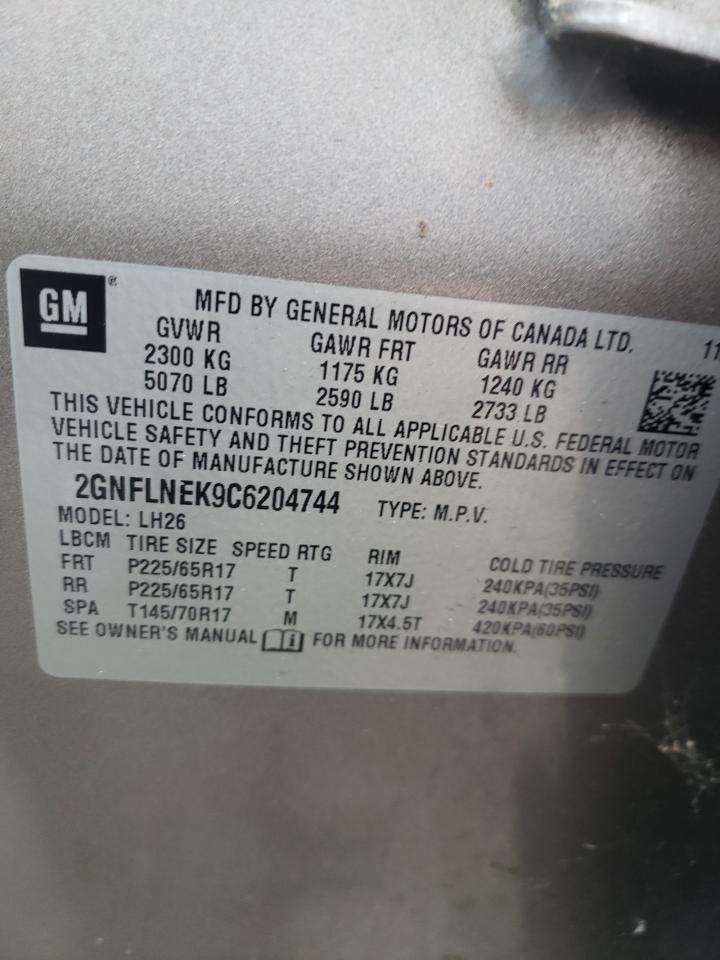 GM®
MFD BY GENERAL MOTORS OF CANADA LTD. 11
GVWR GAWR FRT GAWR RR
2300 KG 1175 KG 1240 KG
5070 LB 2590 LB 2733 LB
THIS VEHICLE CONFORMS TO ALL APPLICABLE U.S. FEDERAL MOTOR
VEHICLE SAFETY AND THEFT PREVENTION STANDARDS IN EFFECT ON
THE DATE OF MANUFACTURE SHOWN ABOVE.
2GNFLNEK9C6204744 TYPE: M.P.V.
MODEL: LH26
LBCM TIRE SIZE SPEED RTG RIM COLD TIRE PRESSURE
FRT P225/65R17 T 17X7J 240KPA(35PSI)
RR P225/65R17 T 17X7J 240KPA(35PSI)
SPA T145/70R17 M 17X4.5T 420KPA(60PSI)
SEE OWNER'S MANUAL FOR MORE INFORMATION.